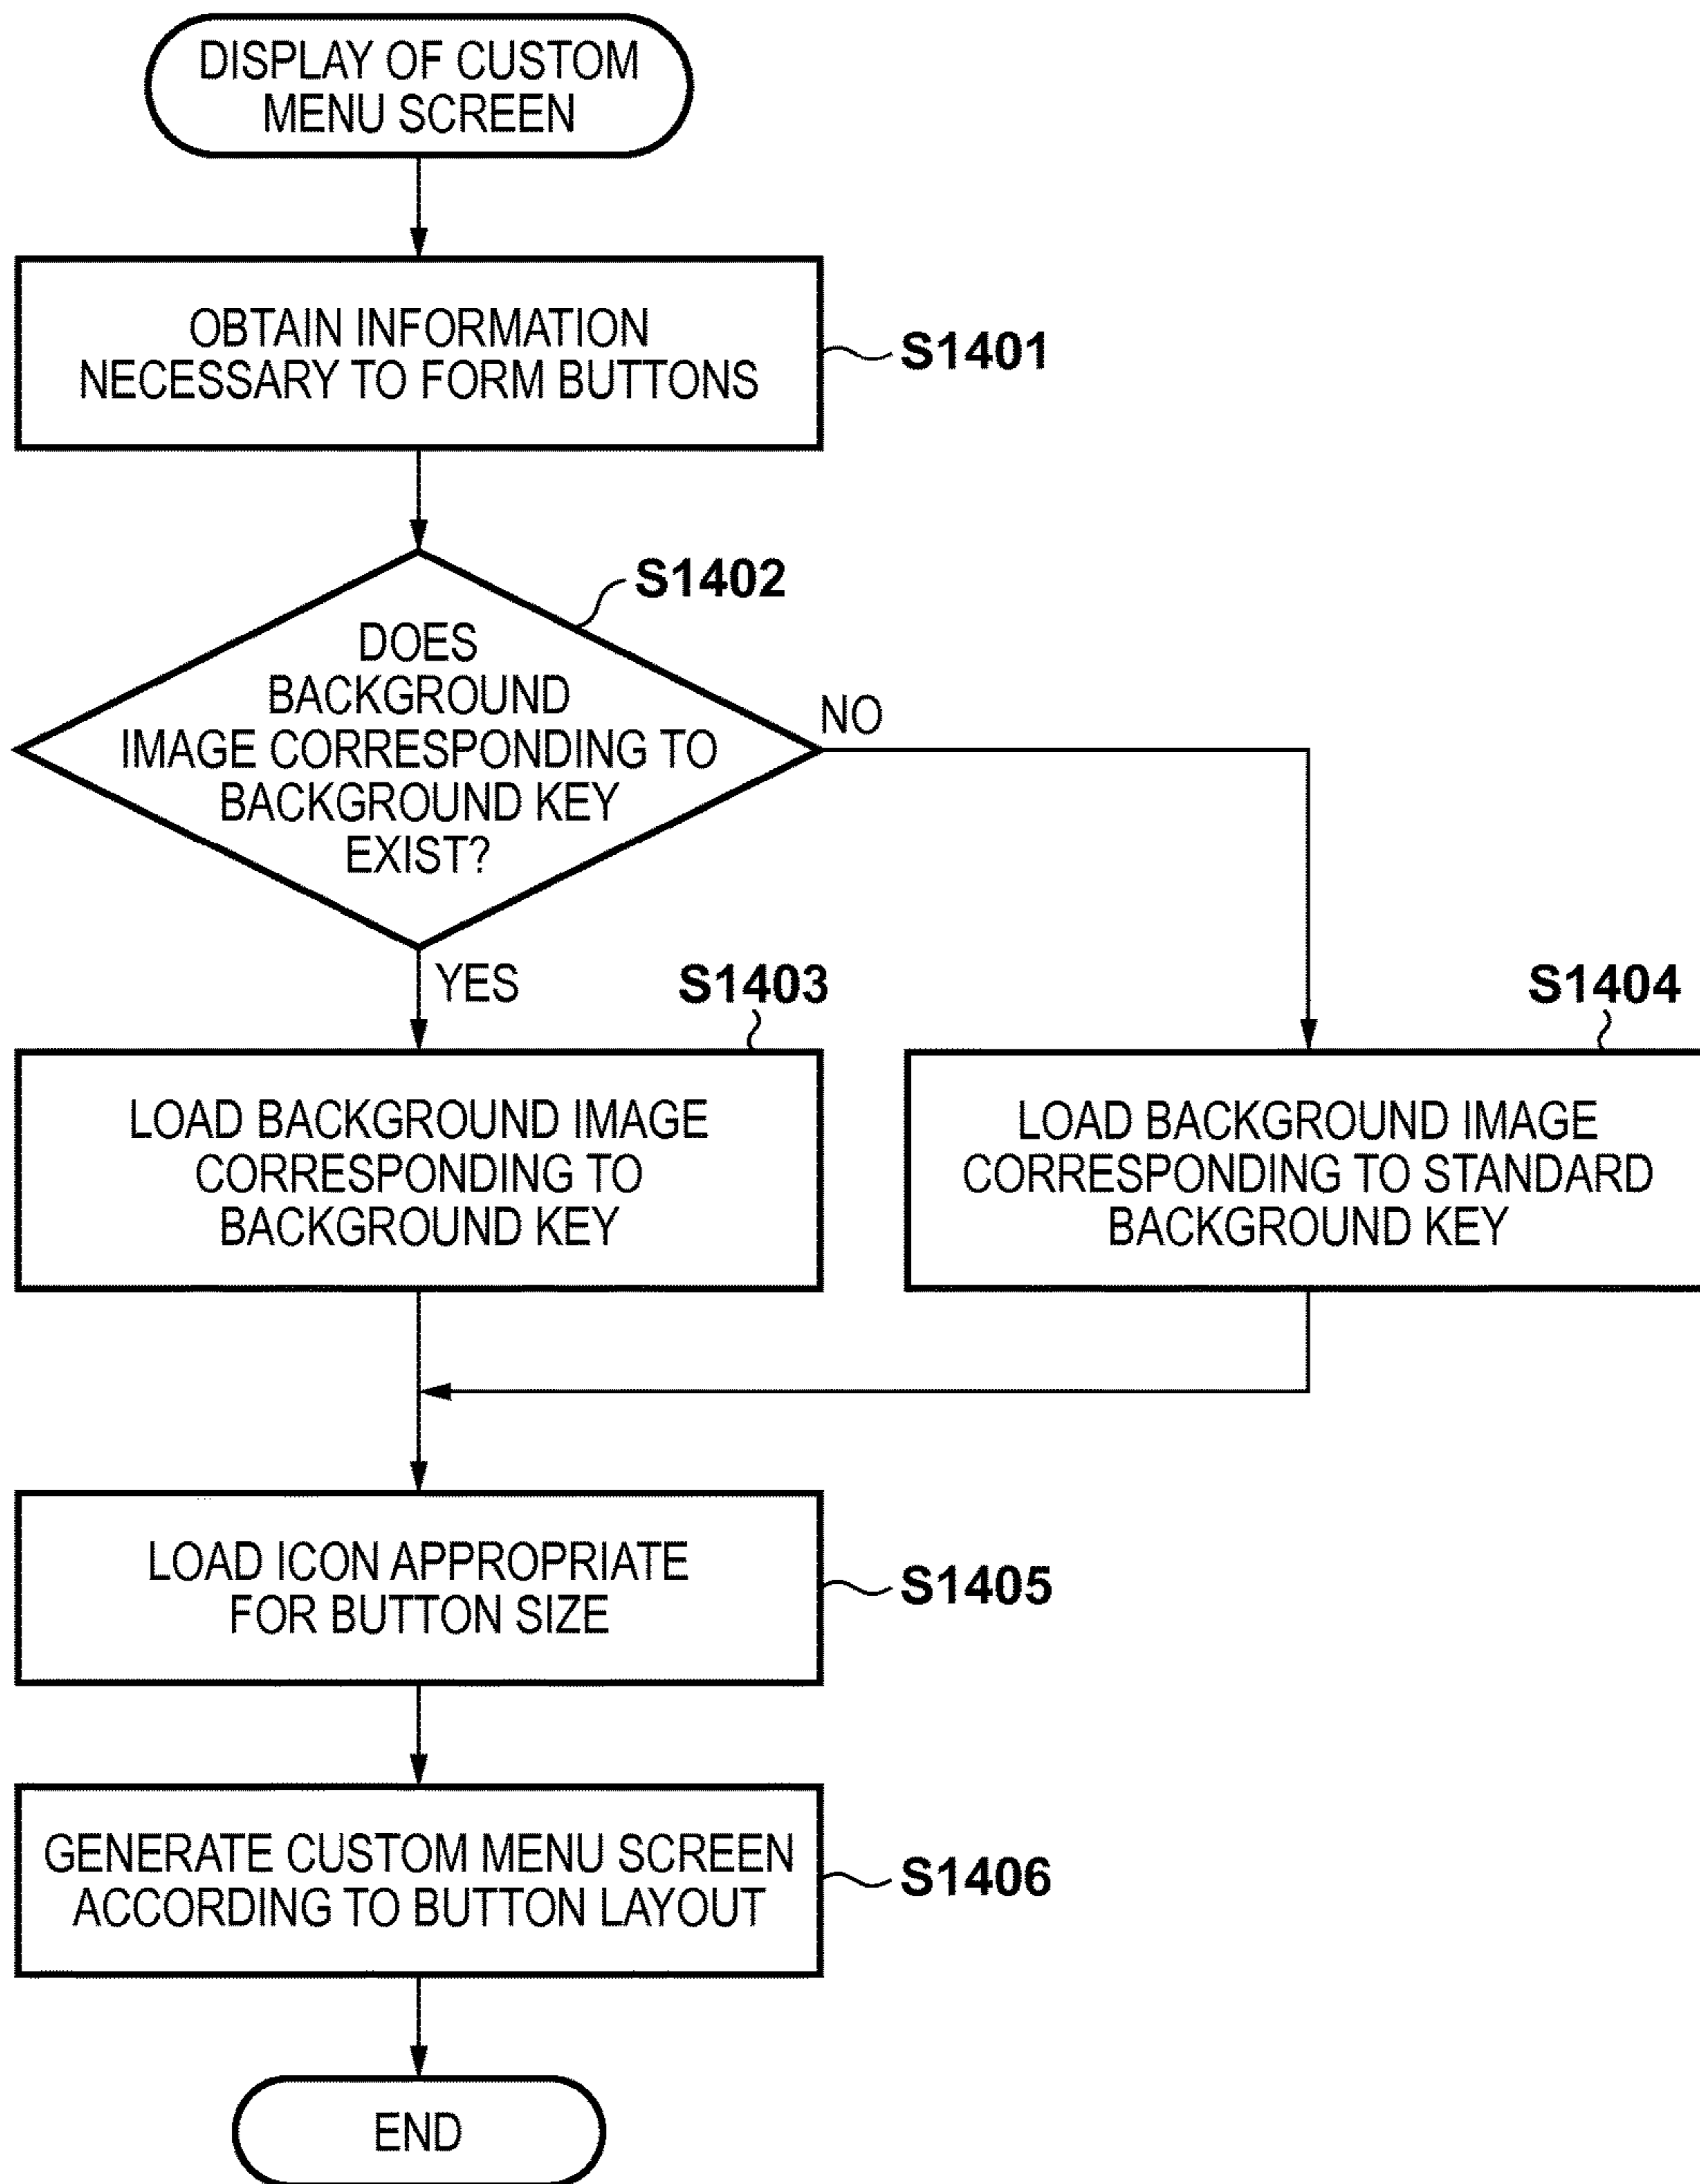 DISPLAY OF CUSTOM
MENU SCREEN
OBTAIN INFORMATION
NECESSARY TO FORM BUTTONS
S1401
S1402
DOES
BACKGROUND
IMAGE CORRESPONDING TO
BACKGROUND KEY
EXIST?
NO
YES
S1403
LOAD BACKGROUND IMAGE
CORRESPONDING TO
BACKGROUND KEY
S1404
LOAD BACKGROUND IMAGE
CORRESPONDING TO STANDARD
BACKGROUND KEY
LOAD ICON APPROPRIATE
FOR BUTTON SIZE
S1405
GENERATE CUSTOM MENU SCREEN
ACCORDING TO BUTTON LAYOUT
S1406
END